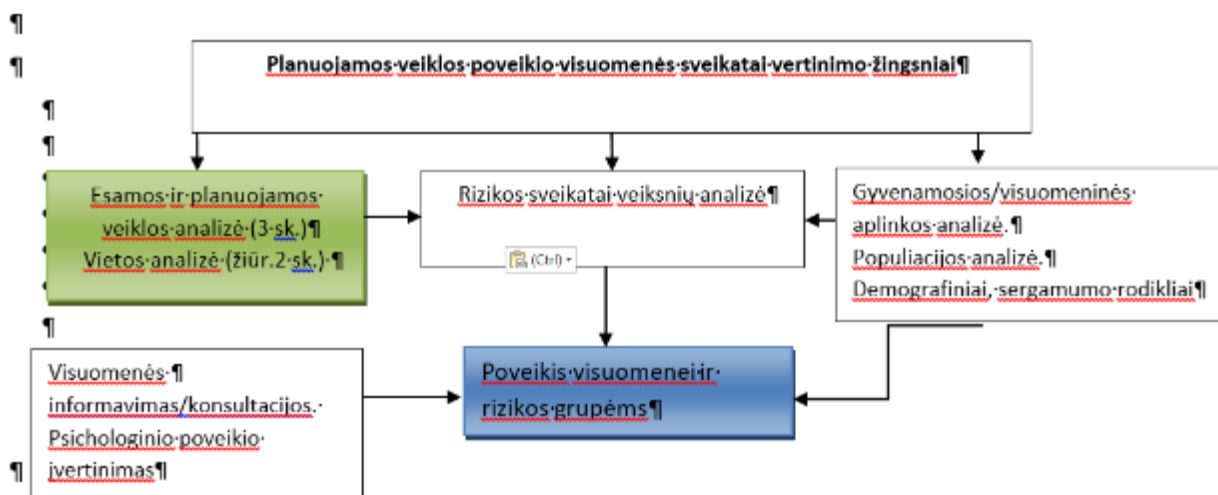 Planuojamos veiklos poveikio visuomenės sveikatai vertinimo žingsniai¶
Esamos ir planuojamos
veiklos analizė (3 sk.)¶
Vietos analizė (žiūr.2 sk.) ¶
Rizikos sveikatai veiksnių analizė¶
(Ctrl)
Gyvenamosios/visuomeninės
aplinkos analizė.¶
Populiacijos analizė.¶
Demografiniai, sergamumo rodikliai¶
Visuomenės ¶
informavimas/konsultacijos.
Psichologinio poveikio
įvertinimas¶
Poveikis visuomenei ir
rizikos grupėms¶